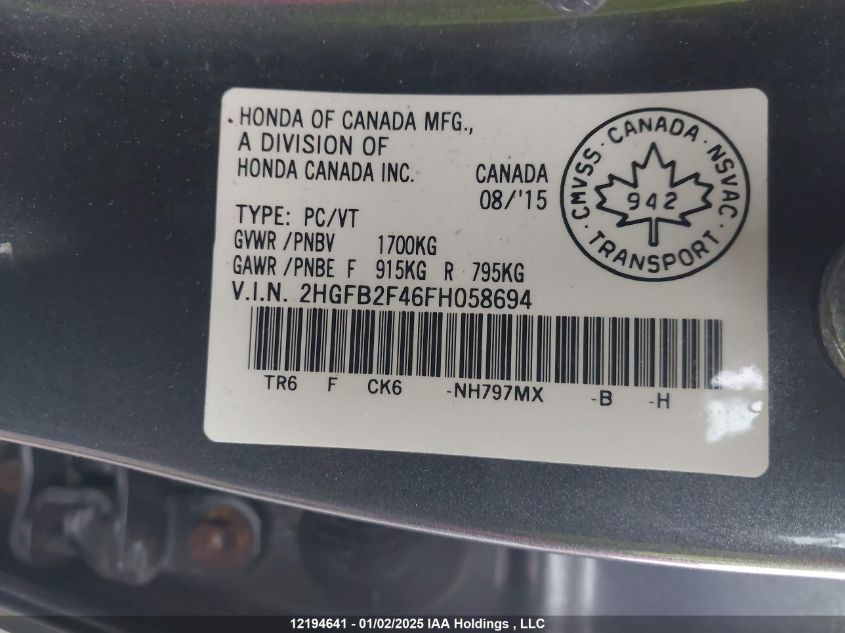 HONDA OF CANADA MFG.,
A DIVISION OF
HONDA CANADA INC.
CANADA
08/'15
TYPE: PC/VT
GVWR /PNBV 1700KG
GAWR /PNBE F 915KG R 795KG
V.I.N. 2HGFB2F46FH058694
TR6 F CK6 -NH797MX -B -H
CMVSS · CANADA · NSVAC · TRANSPORT ·
942
12194641 - 01/02/2025 IAA Holdings , LLC